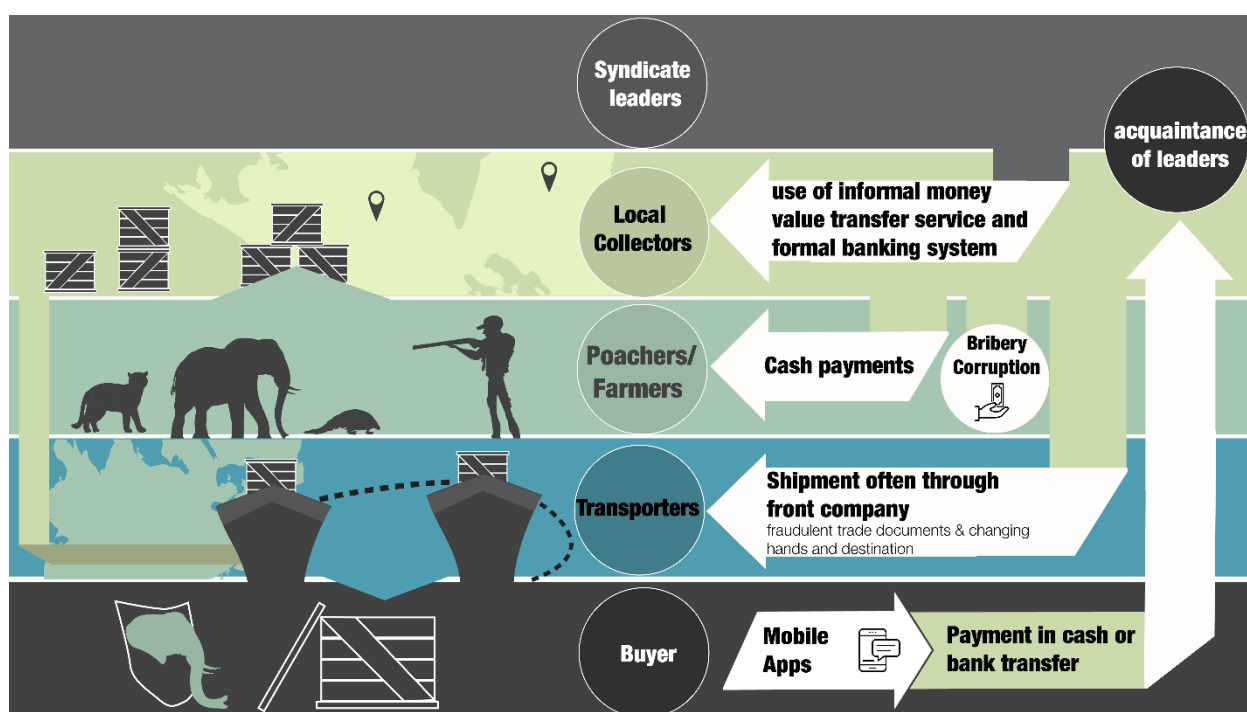 Syndicate
leaders
acquaintance
of leaders
Local
Collectors
use of informal money
value transfer service and
formal banking system
Poachers/
Farmers
Cash payments
Bribery
Corruption
Transporters
Shipment often through
front company
fraudulent trade documents & changing
hands and destination
Buyer
Mobile
Apps
Payment in cash or
bank transfer